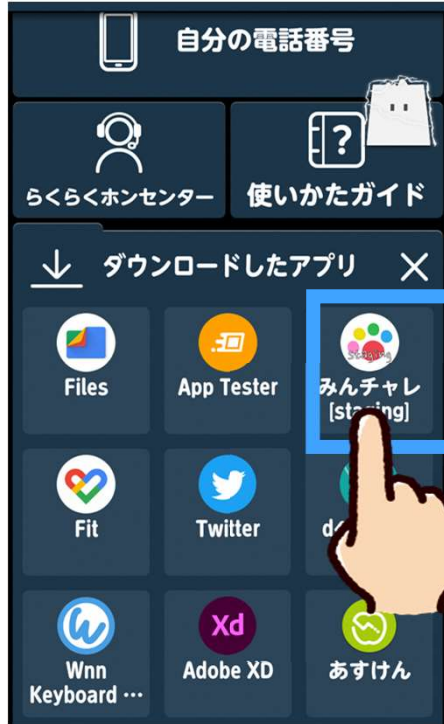 自分の電話番号
らくらくホンセンター
使いかたガイド
ダウンロードしたアプリ
Files
App Tester
staging
みんチャレ
[staging]
Fit
Twitter
Xd
Wnn
Keyboard …
Adobe XD
あすけん